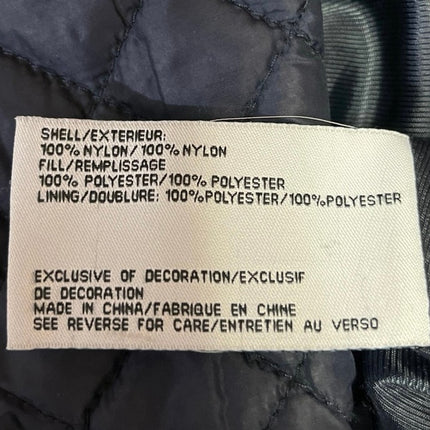 SHELL/EXTERIEUR:
100% NYLON/100% NYLON
FILL/REMPLISSAGE
100% POLYESTER/100% POLYESTER
LINING/DOUBLURE: 100%POLYESTER/100%POLYESTER
EXCLUSIVE OF DECORATION/EXCLUSIF
DE DECORATION
MADE IN CHINA/FABRIQUE EN CHINE
SEE REVERSE FOR CARE/ENTRETIEN AU VERSO